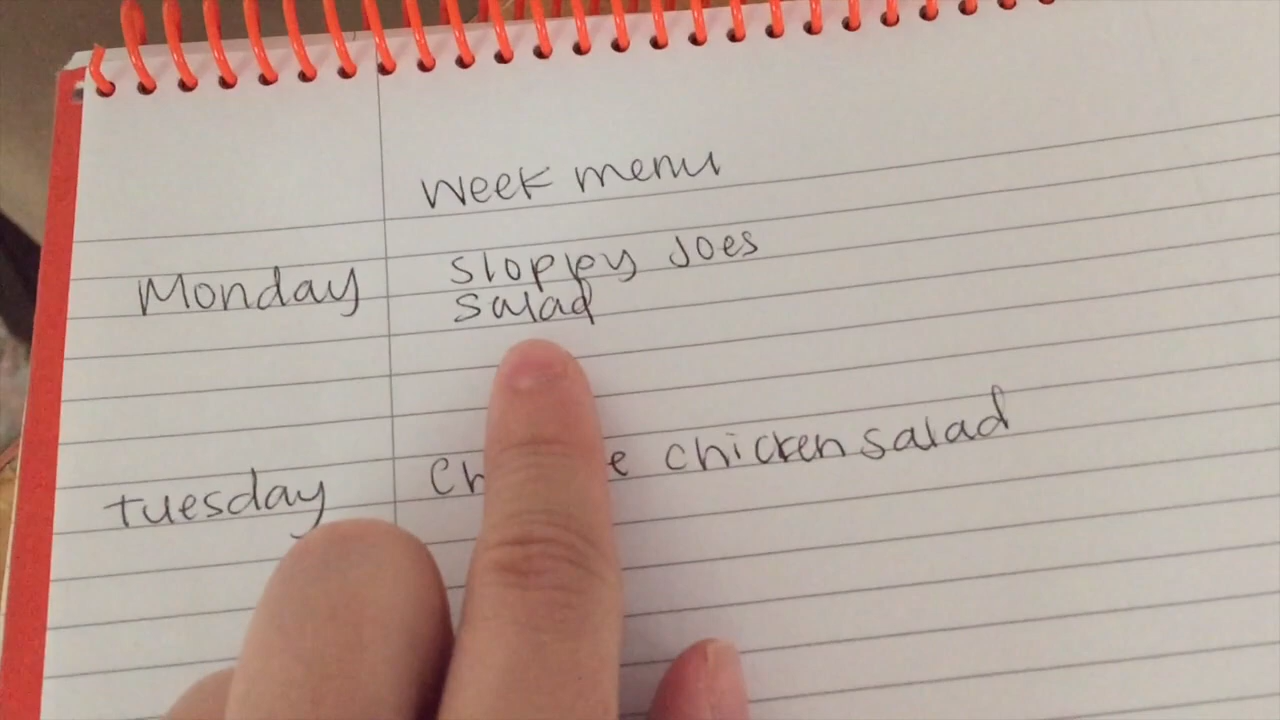 Week menu
Monday sloppy Joes
salad
Tuesday chicken salad